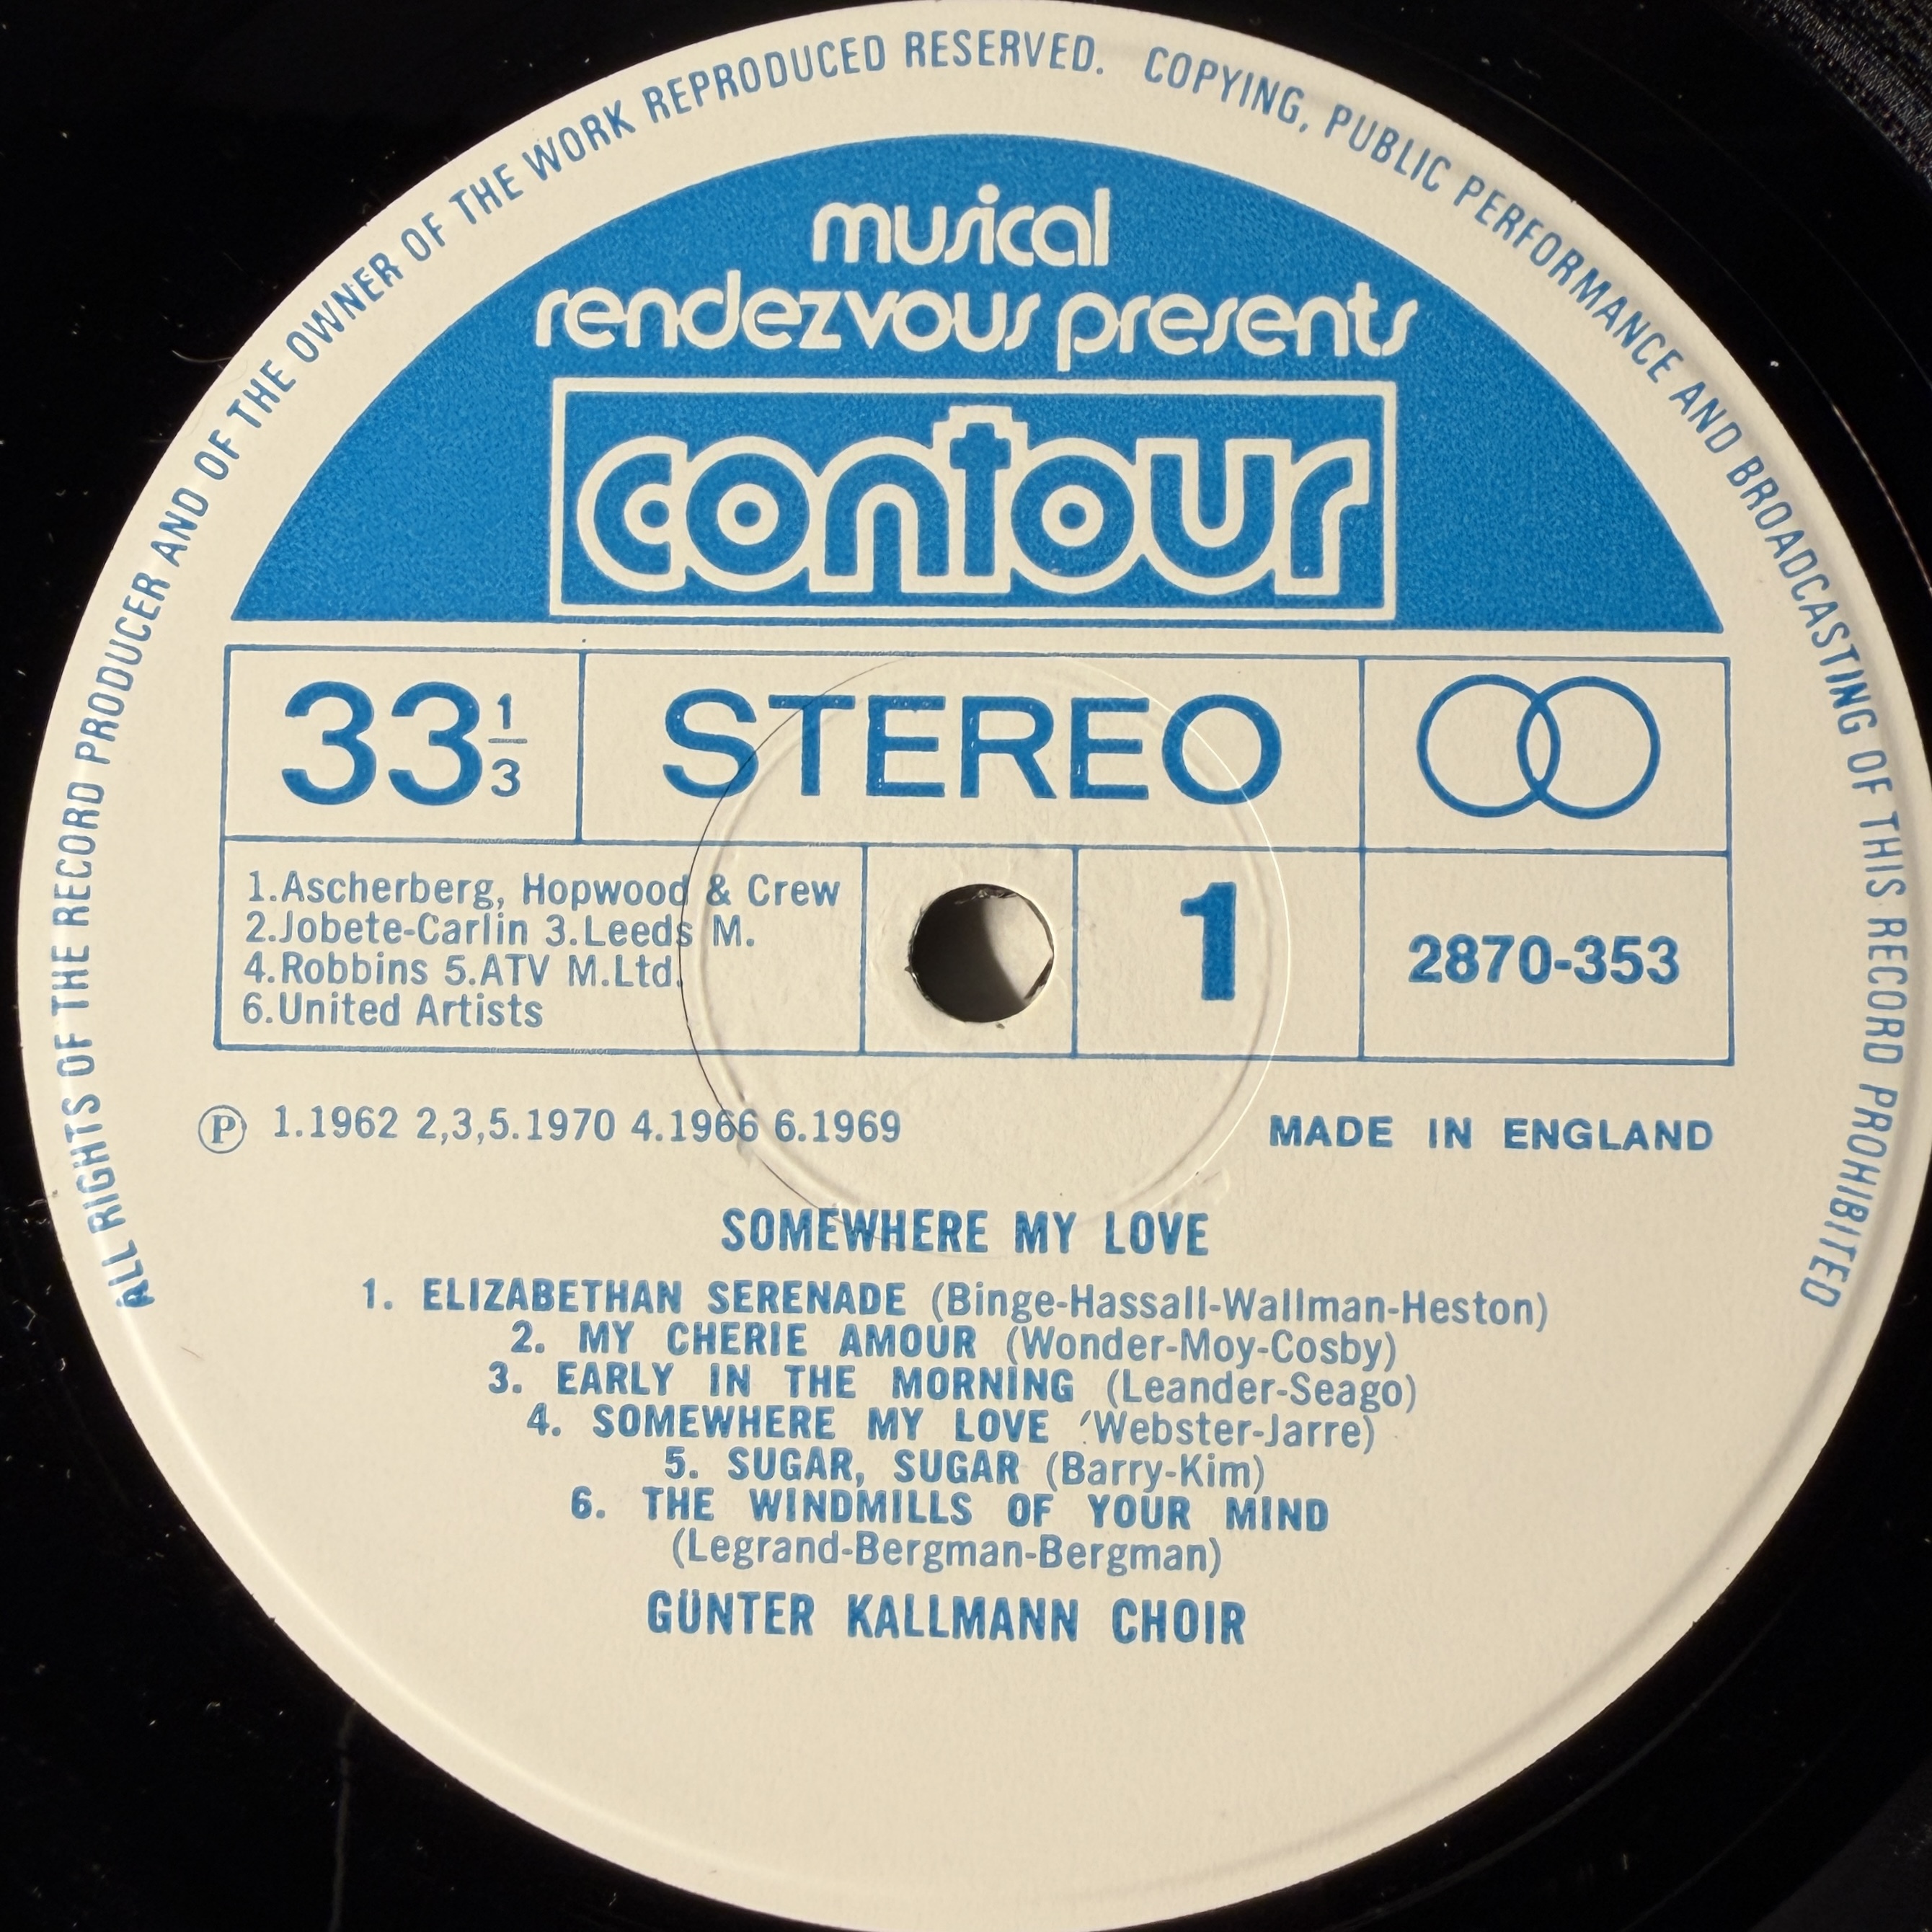 ALL RIGHTS OF THE RECORD PRODUCER AND OF THE OWNER OF THE WORK REPRODUCED RESERVED. COPYING, PUBLIC PERFORMANCE AND BROADCASTING OF THIS RECORD PROHIBITED
musical
rendezvous presents
contour
33 1/3 STEREO
1.Ascherberg, Hopwood & Crew
2.Jobete-Carlin 3.Leeds M.
4.Robbins 5.ATV M.Ltd.
6.United Artists
1
2870-353
Ⓟ 1.1962 2,3,5.1970 4.1966 6.1969
MADE IN ENGLAND
SOMEWHERE MY LOVE
1. ELIZABETHAN SERENADE (Binge-Hassall-Wallman-Heston)
2. MY CHERIE AMOUR (Wonder-Moy-Cosby)
3. EARLY IN THE MORNING (Leander-Seago)
4. SOMEWHERE MY LOVE (Webster-Jarre)
5. SUGAR, SUGAR (Barry-Kim)
6. THE WINDMILLS OF YOUR MIND
(Legrand-Bergman-Bergman)
GÜNTER KALLMANN CHOIR